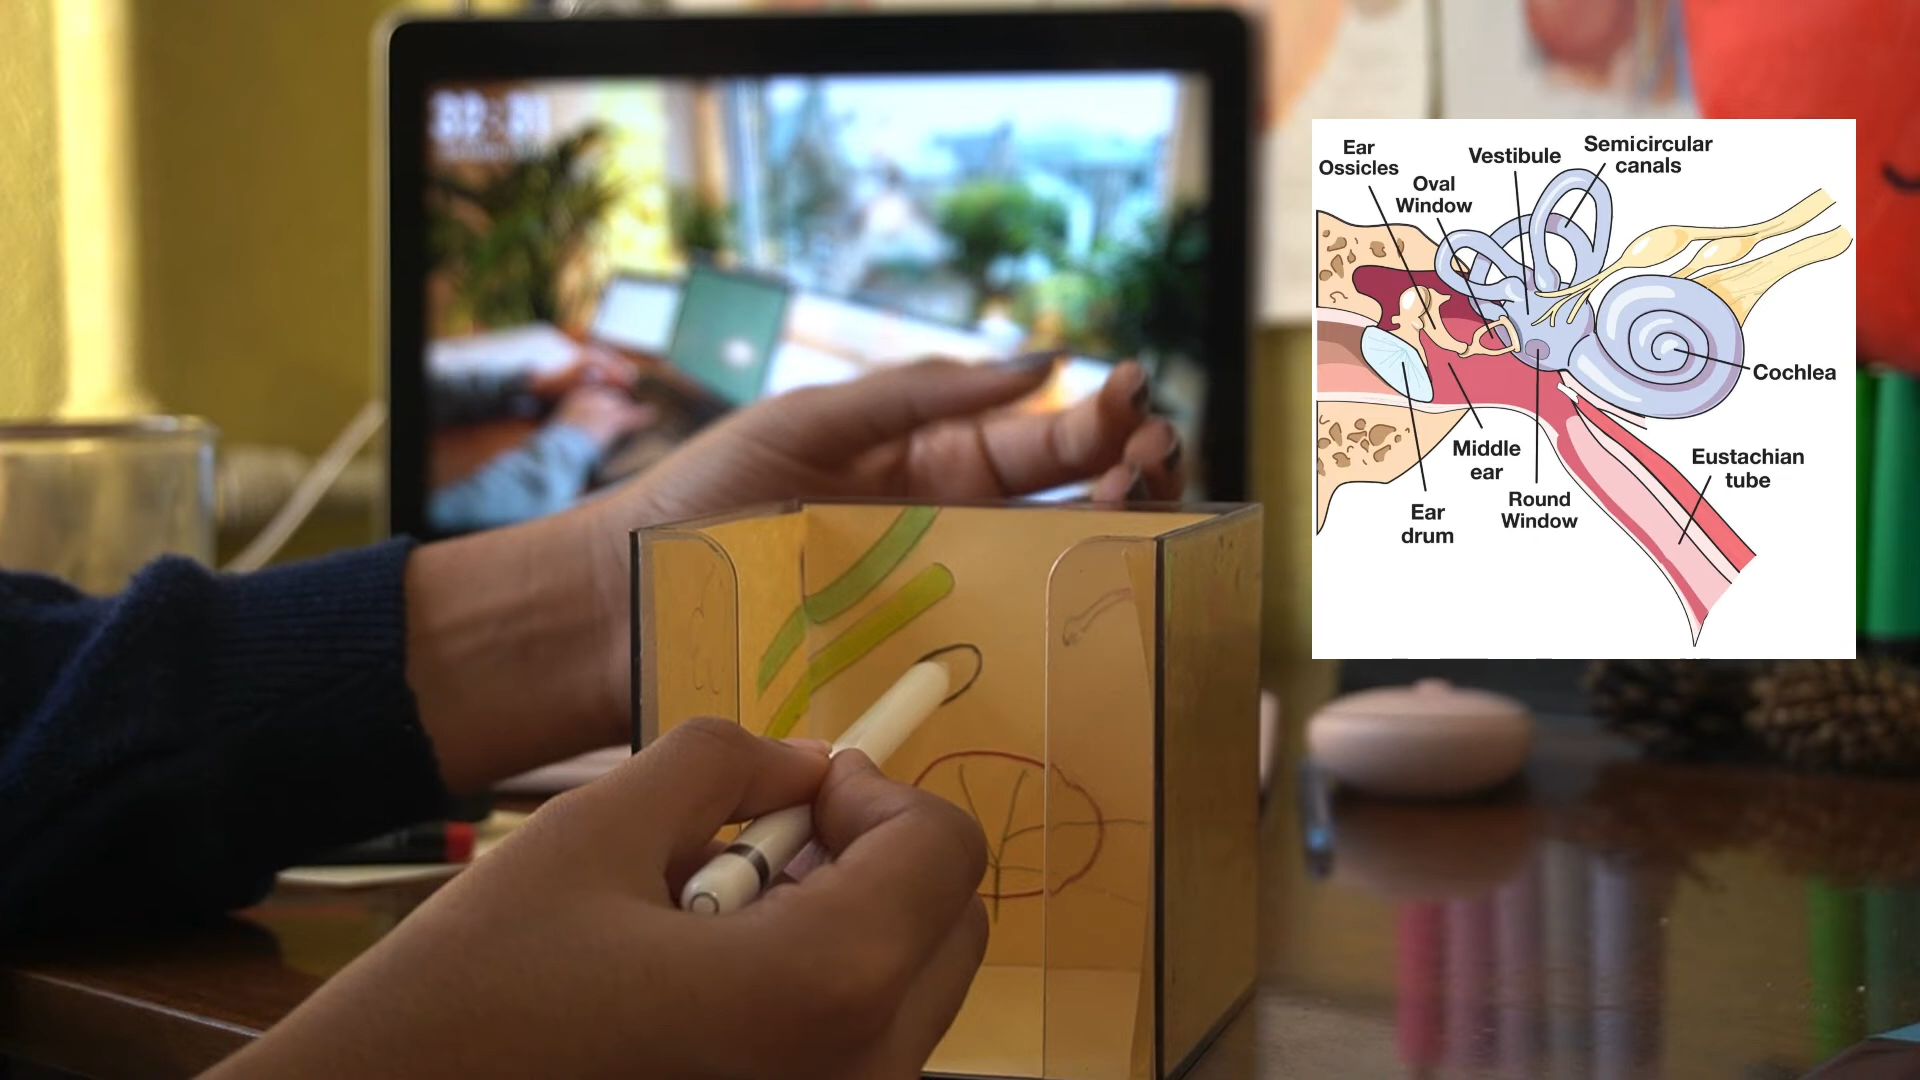 Ear
Ossicles
Oval
Window
Vestibule
Semicircular
canals
Cochlea
Middle
ear
Eustachian
tube
Round
Window
Ear
drum